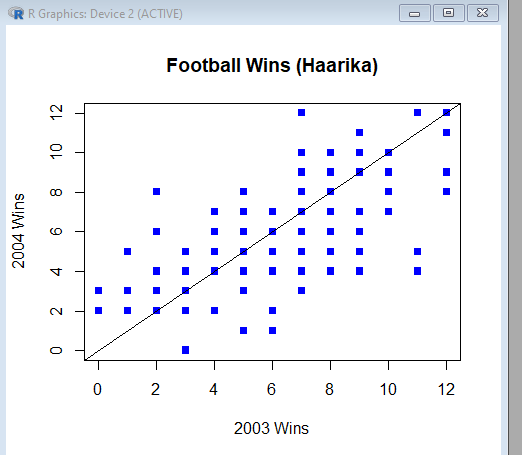 R Graphics: Device 2 (ACTIVE)
Football Wins (Haarika)
12
10
8
6
4
2
0
2004 Wins
0 2 4 6 8 10 12
2003 Wins